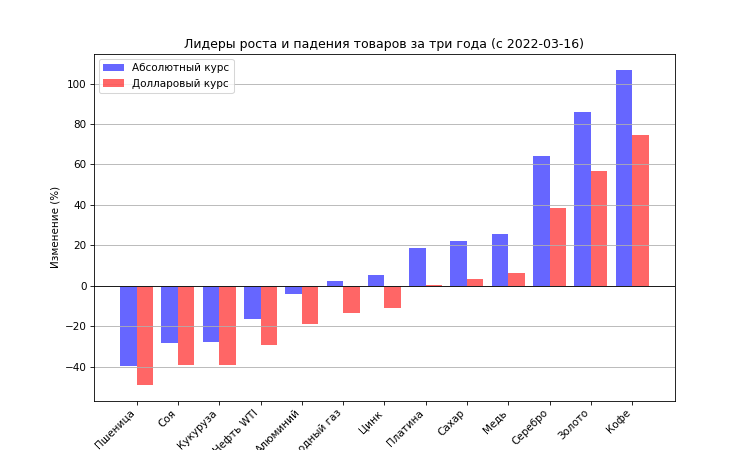 Лидеры роста и падения товаров за три года (с 2022-03-16)
Абсолютный курс
Долларовый курс
Изменение (%)
100
80
60
40
20
0
−20
−40
Пшеница
Соя
Кукуруза
Нефть WTI
Алюминий
одный газ
Цинк
Платина
Сахар
Медь
Серебро
Золото
Кофе